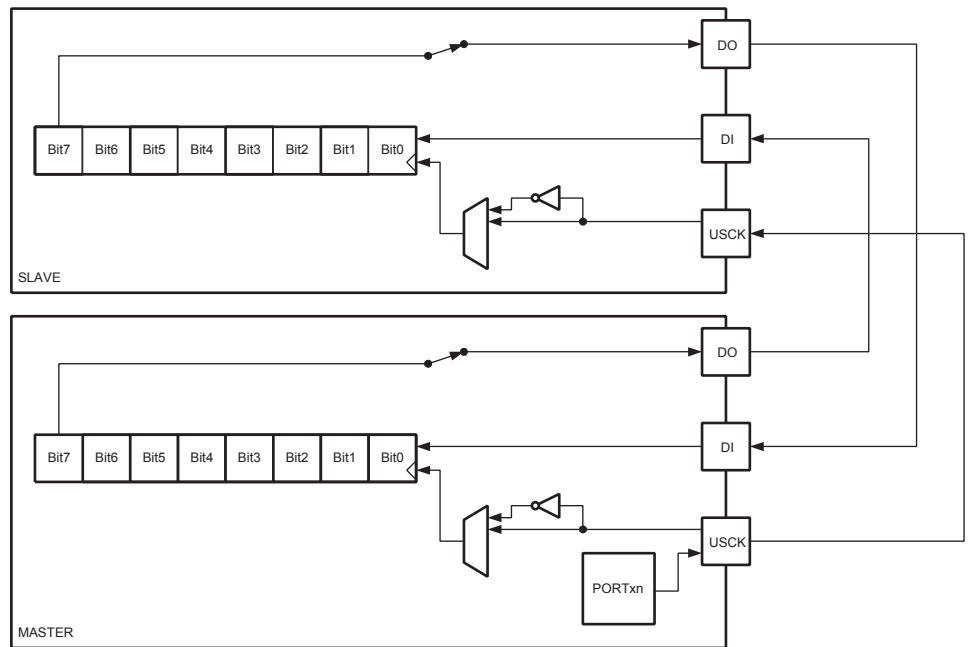 DO
Bit7 Bit6 Bit5 Bit4 Bit3 Bit2 Bit1 Bit0
DI
USCK
SLAVE
DO
Bit7 Bit6 Bit5 Bit4 Bit3 Bit2 Bit1 Bit0
DI
USCK
PORTxn
MASTER